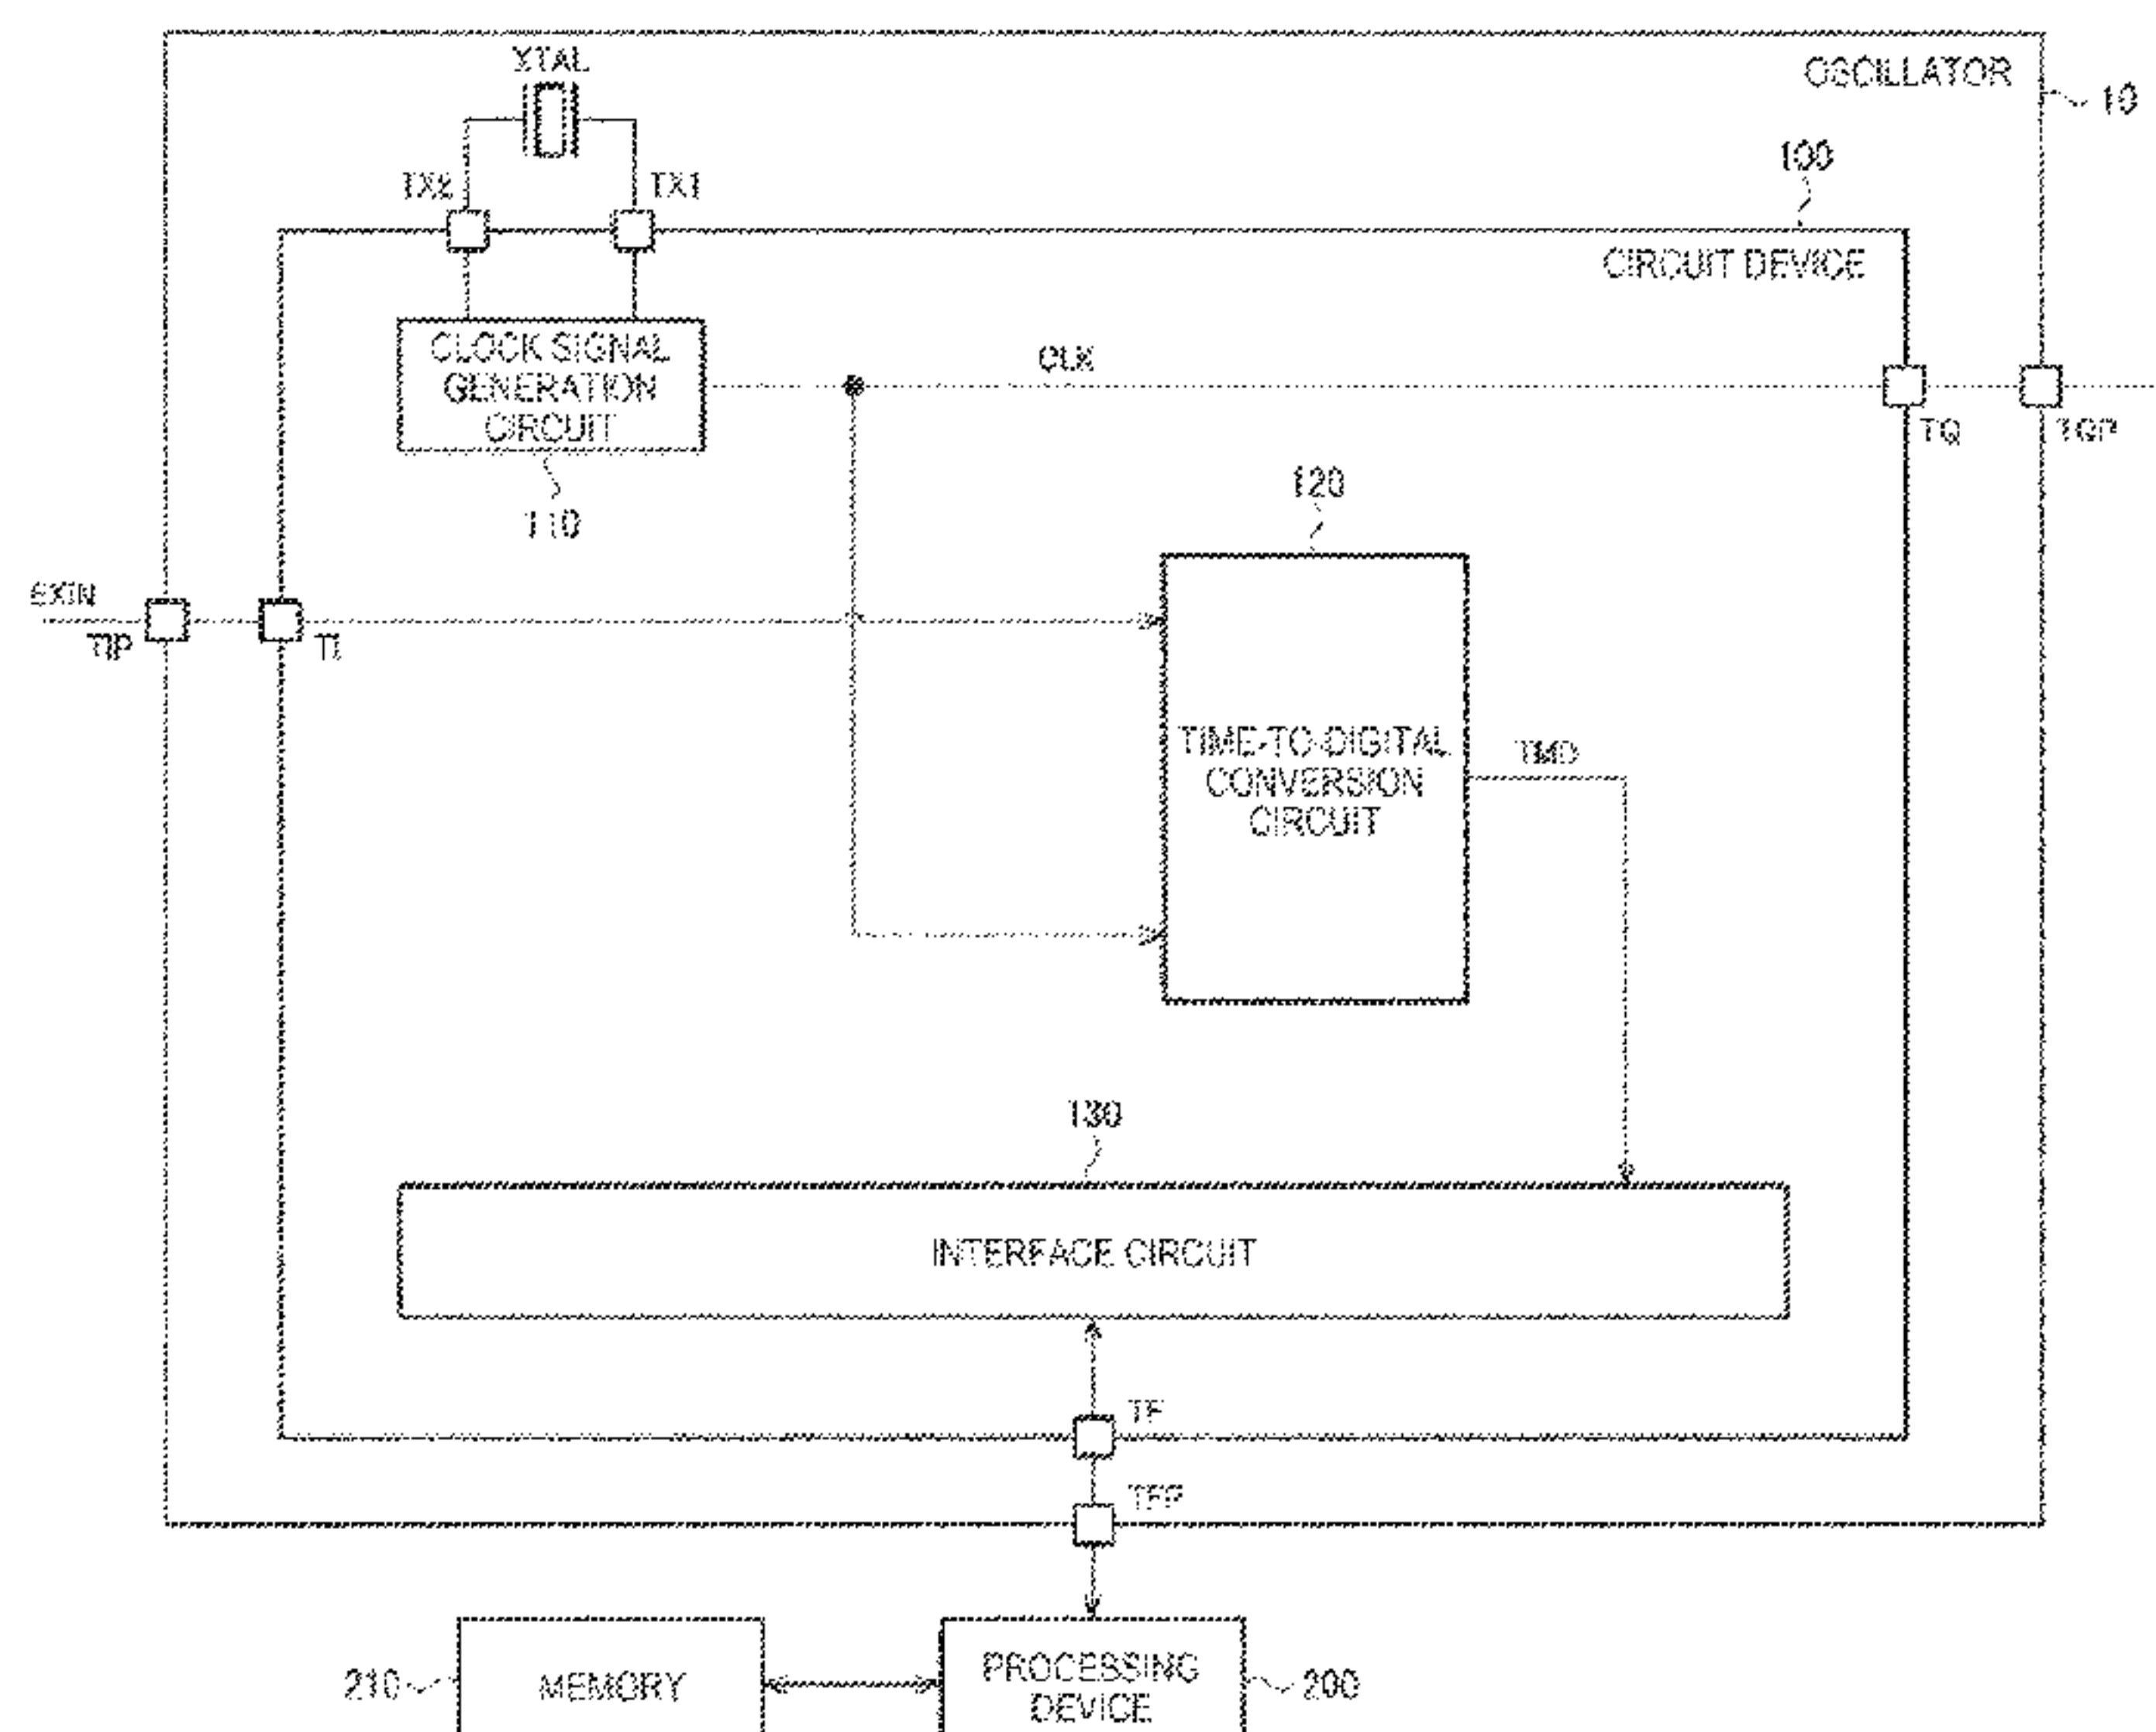 XTAL
OSCILLATOR
10
100
TX2
TX1
CIRCUIT DEVICE
CLOCK SIGNAL
GENERATION
CIRCUIT
CLK
TQ
TQP
110
120
EXIN
TIP
TI
TIME-TO-DIGITAL
CONVERSION
CIRCUIT
TMD
130
INTERFACE CIRCUIT
TF
TFP
210
MEMORY
PROCESSING
DEVICE
200